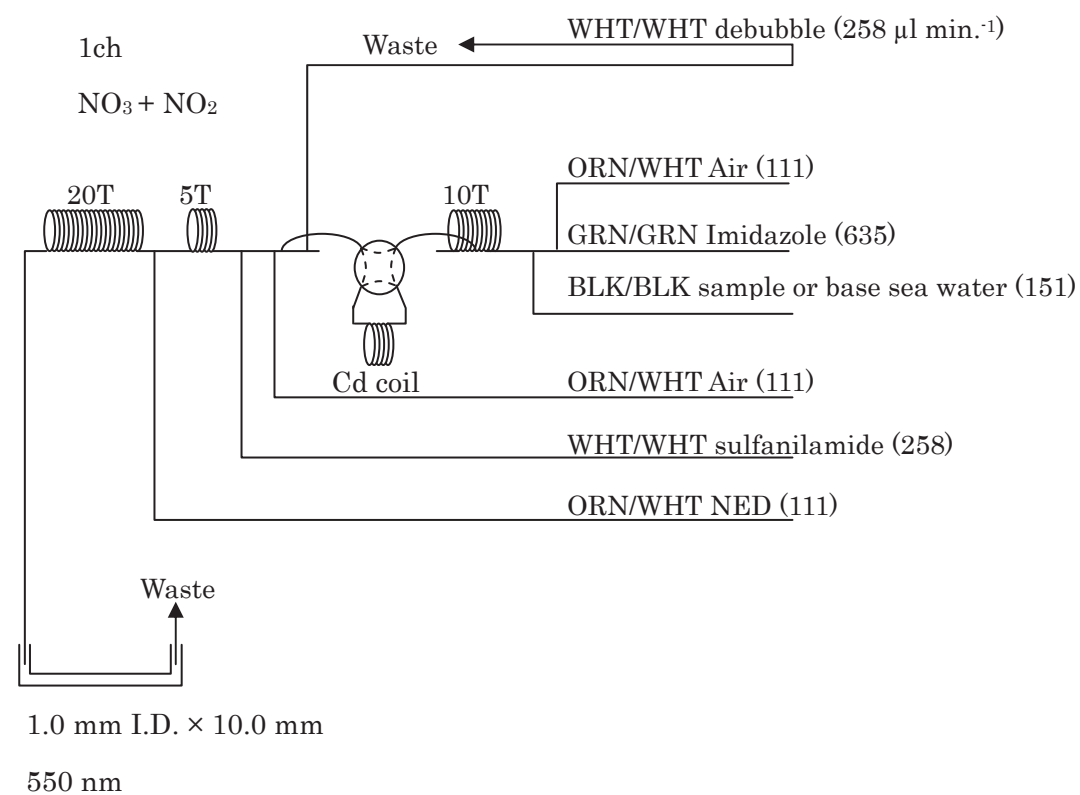 1ch
NO₃ + NO₂
Waste
WHT/WHT debubble (258 μl min.⁻¹)
ORN/WHT Air (111)
20T
5T
10T
GRN/GRN Imidazole (635)
BLK/BLK sample or base sea water (151)
Cd coil
ORN/WHT Air (111)
WHT/WHT sulfanilamide (258)
ORN/WHT NED (111)
Waste
1.0 mm I.D. × 10.0 mm
550 nm